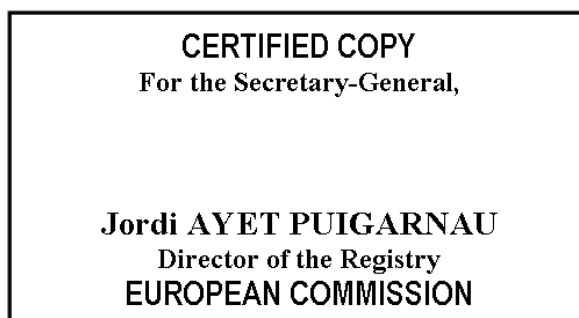 CERTIFIED COPY
For the Secretary-General,
Jordi AYET PUIGARNAU
Director of the Registry
EUROPEAN COMMISSION